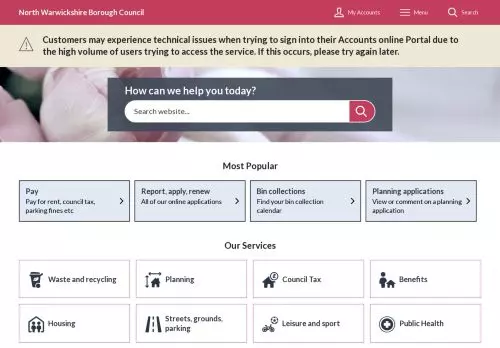 North Warwickshire Borough Council
My Accounts
Menu
Search
Customers may experience technical issues when trying to sign into their Accounts online Portal due to
the high volume of users trying to access the service. If this occurs, please try again later.
How can we help you today?
Search website...
Most Popular
Pay
Pay for rent, council tax,
parking fines etc
Report, apply, renew
All of our online applications
Bin collections
Find your bin collection
calendar
Planning applications
View or comment on a planning
application
Our Services
Waste and recycling
Planning
£
Council Tax
Benefits
Housing
Streets, grounds,
parking
Leisure and sport
Public Health